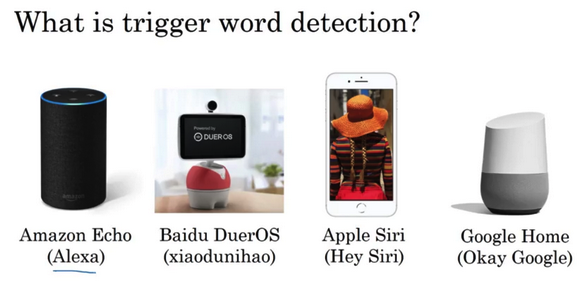 What is trigger word detection?
Powered by
DUER OS
Amazon Echo
(Alexa)
Baidu DuerOS
(xiaodunihao)
Apple Siri
(Hey Siri)
Google Home
(Okay Google)